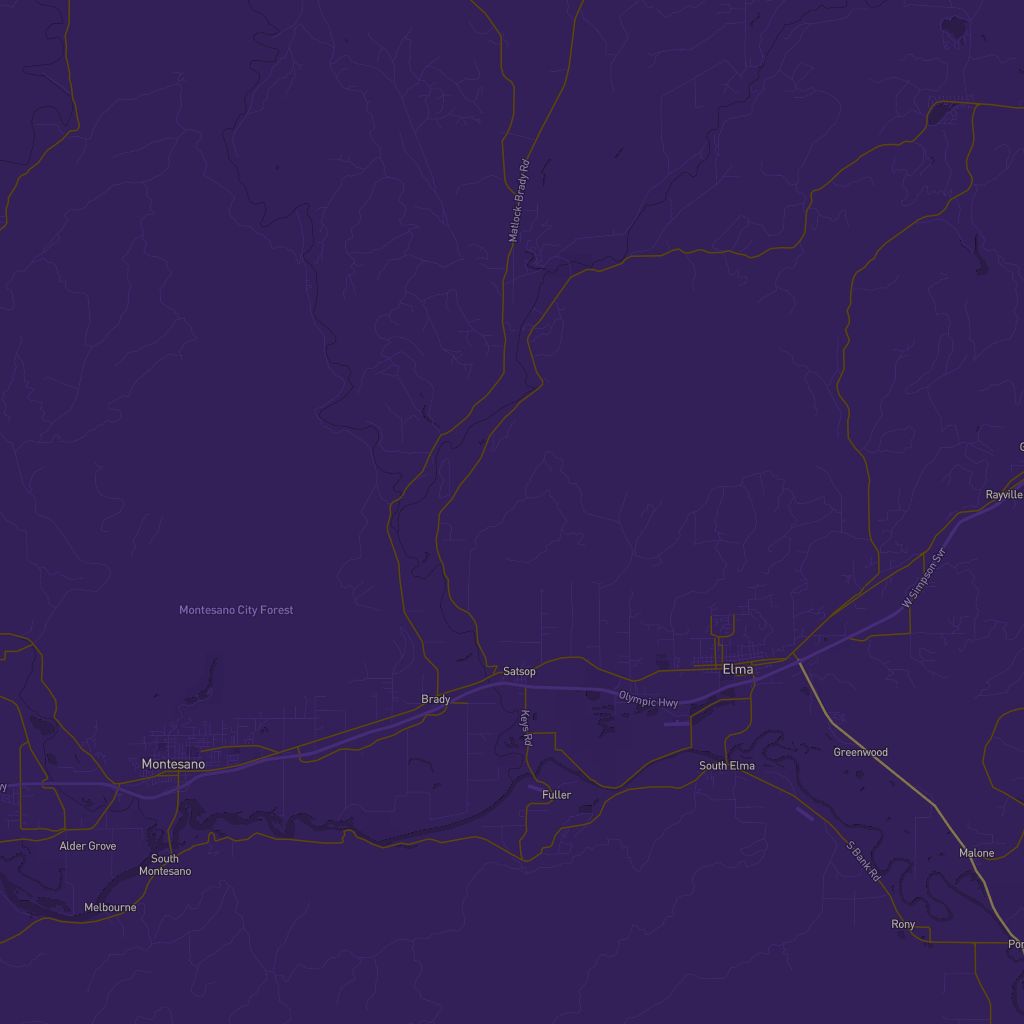 Matlock-Brady Rd
Rayville
W Simpson Svr
Montesano City Forest
Satsop
Elma
Brady
Olympic Hwy
Keys Rd
Greenwood
Montesano
South Elma
Fuller
Alder Grove
South
Montesano
S Bank Rd
Malone
Melbourne
Rony